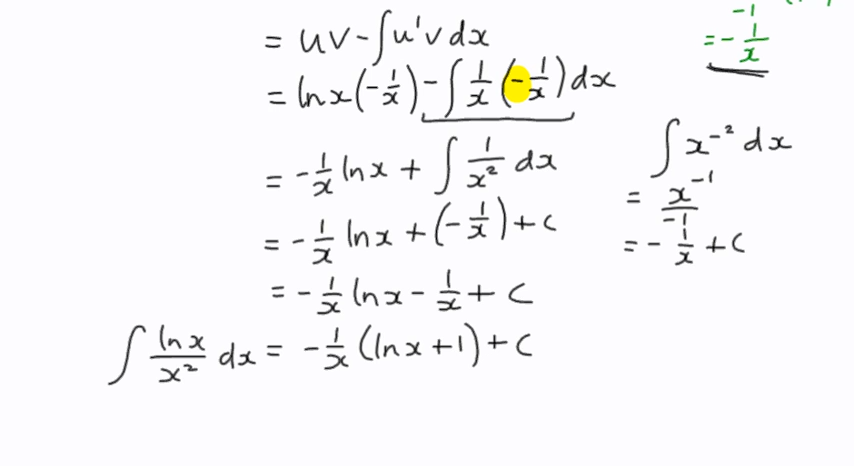 = uv - ∫u'v dx
= ln x(-1/x) - ∫ 1/x (-1/x) dx
= -1/x ln x + ∫ 1/x² dx
= -1/x ln x + (-1/x) + c
= -1/x ln x - 1/x + c
∫ ln x/x² dx = -1/x (ln x + 1) + c
-1
= -1/x
∫ x⁻² dx
= x⁻¹/-1
= -1/x + c